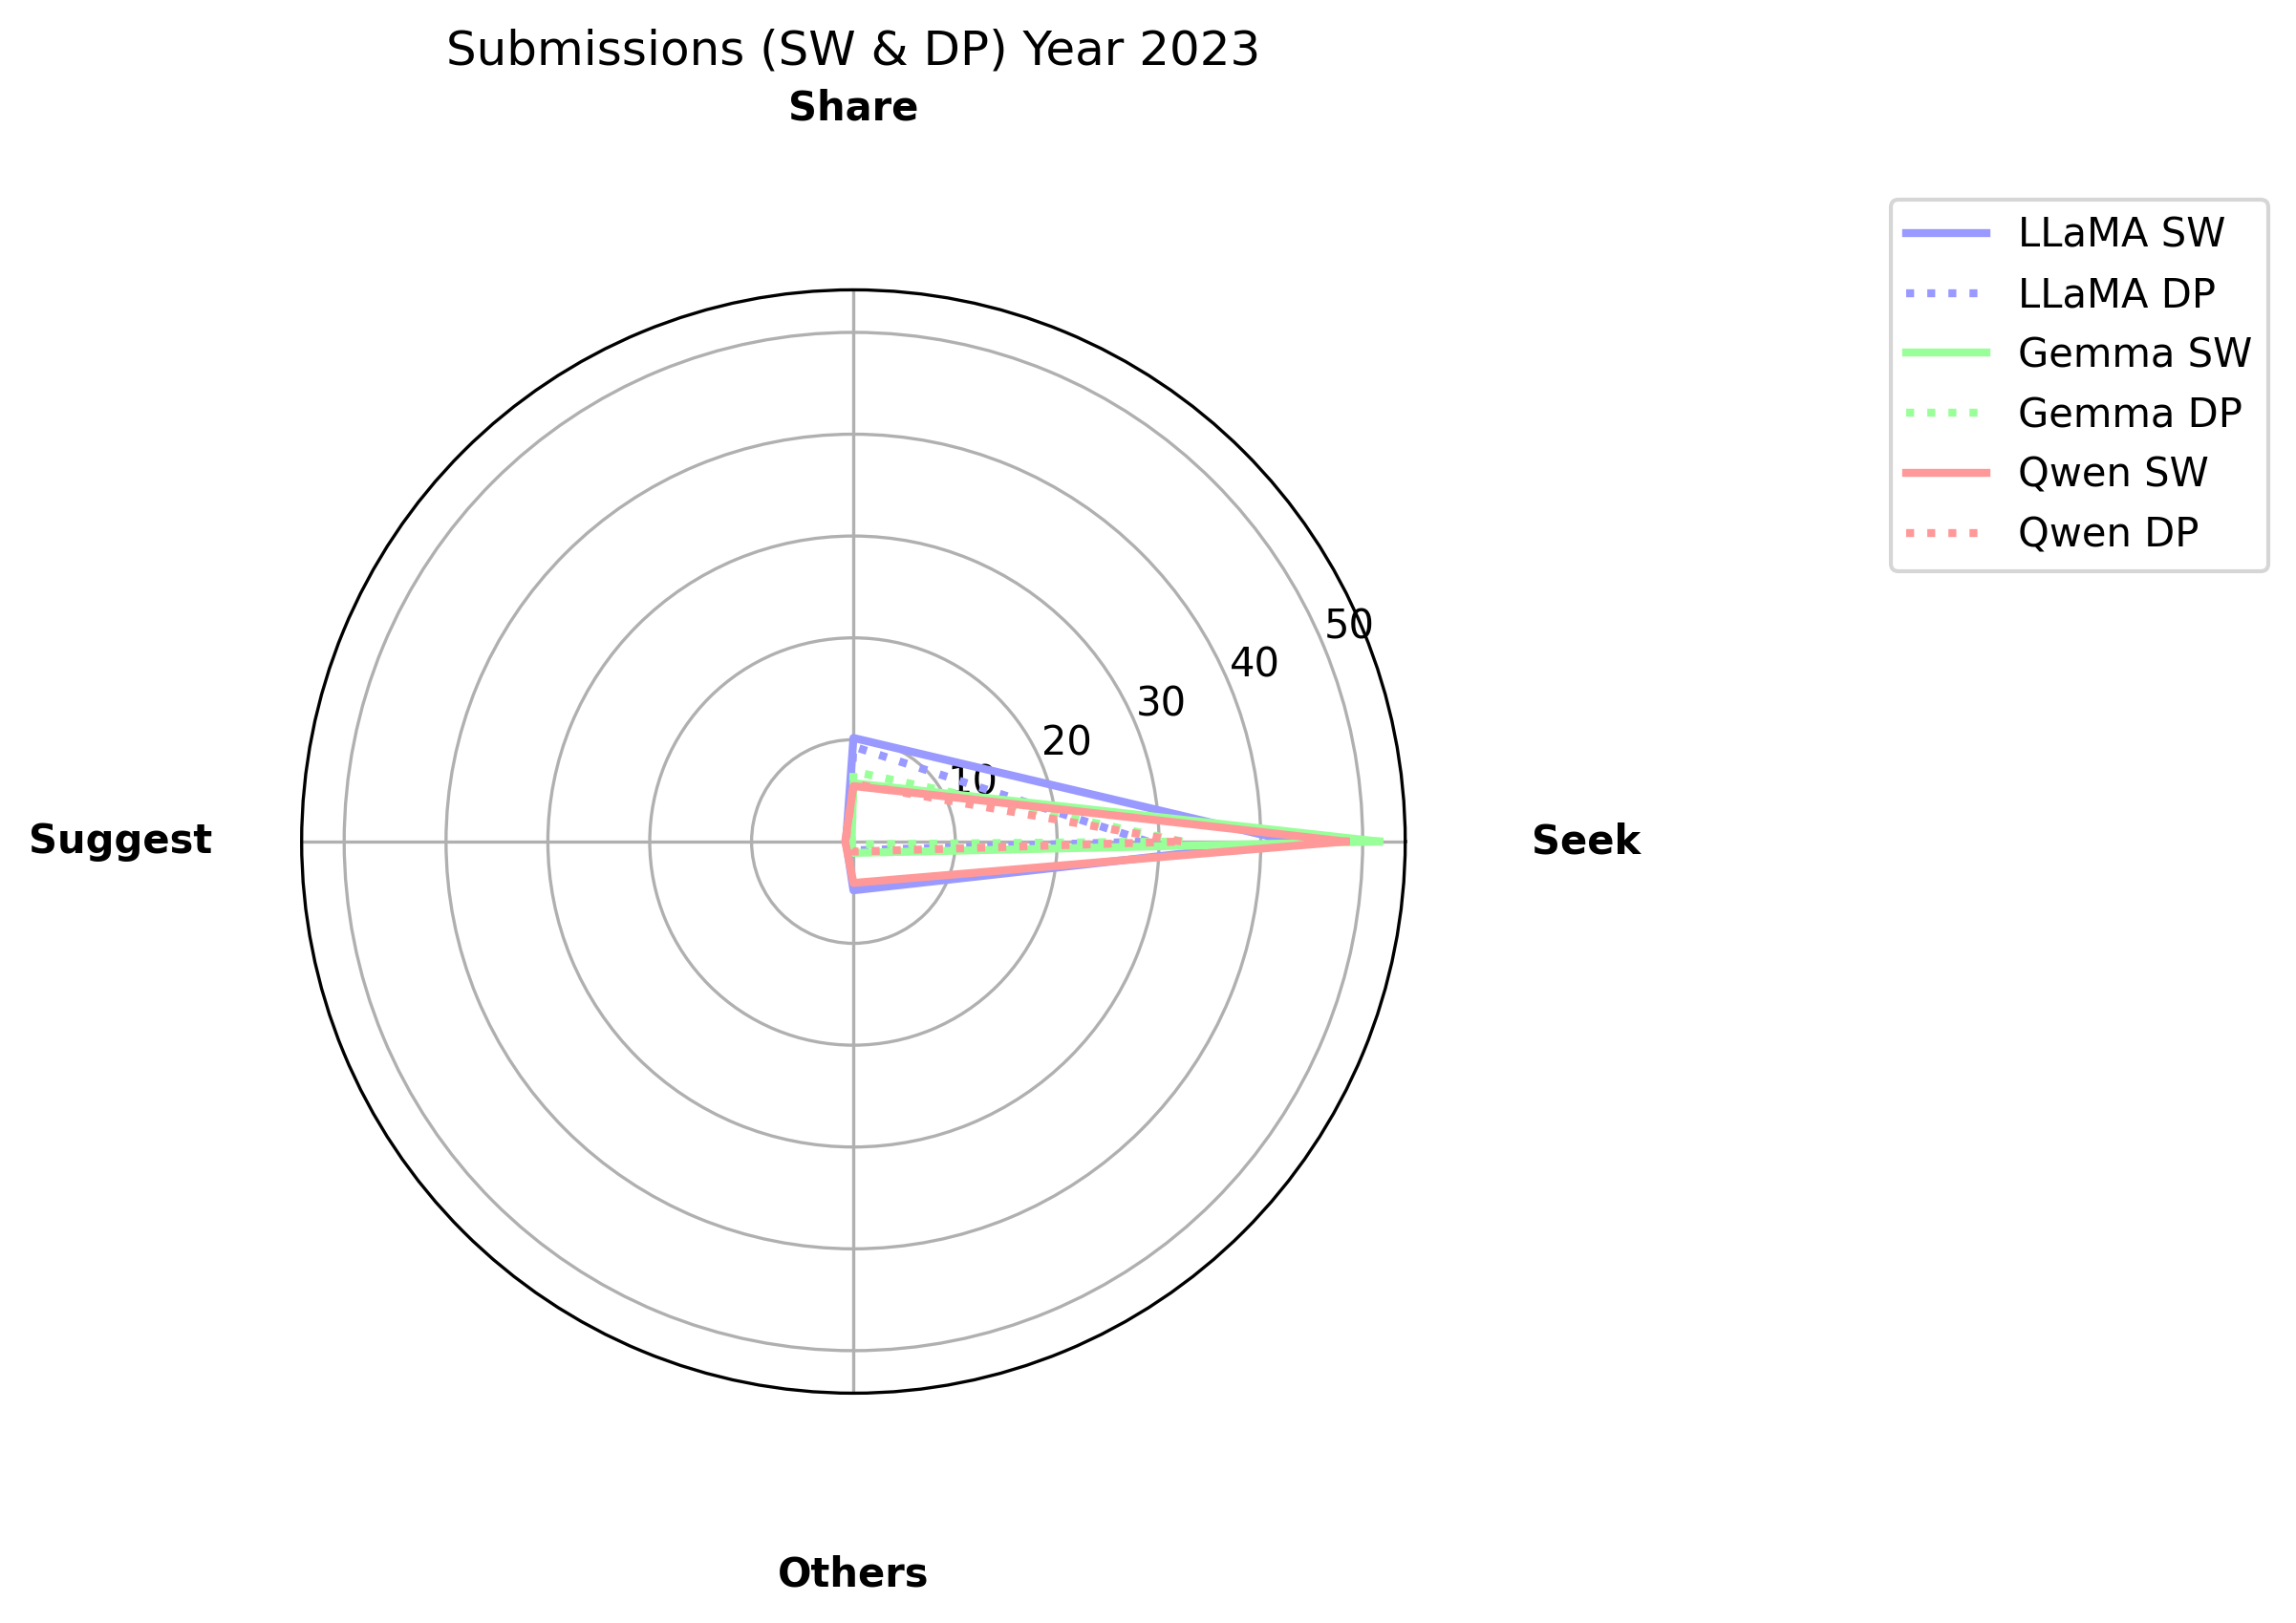 Submissions (SW & DP) Year 2023
Share
LLaMA SW
LLaMA DP
Gemma SW
Gemma DP
Qwen SW
Qwen DP
50
40
30
20
10
Suggest
Seek
Others